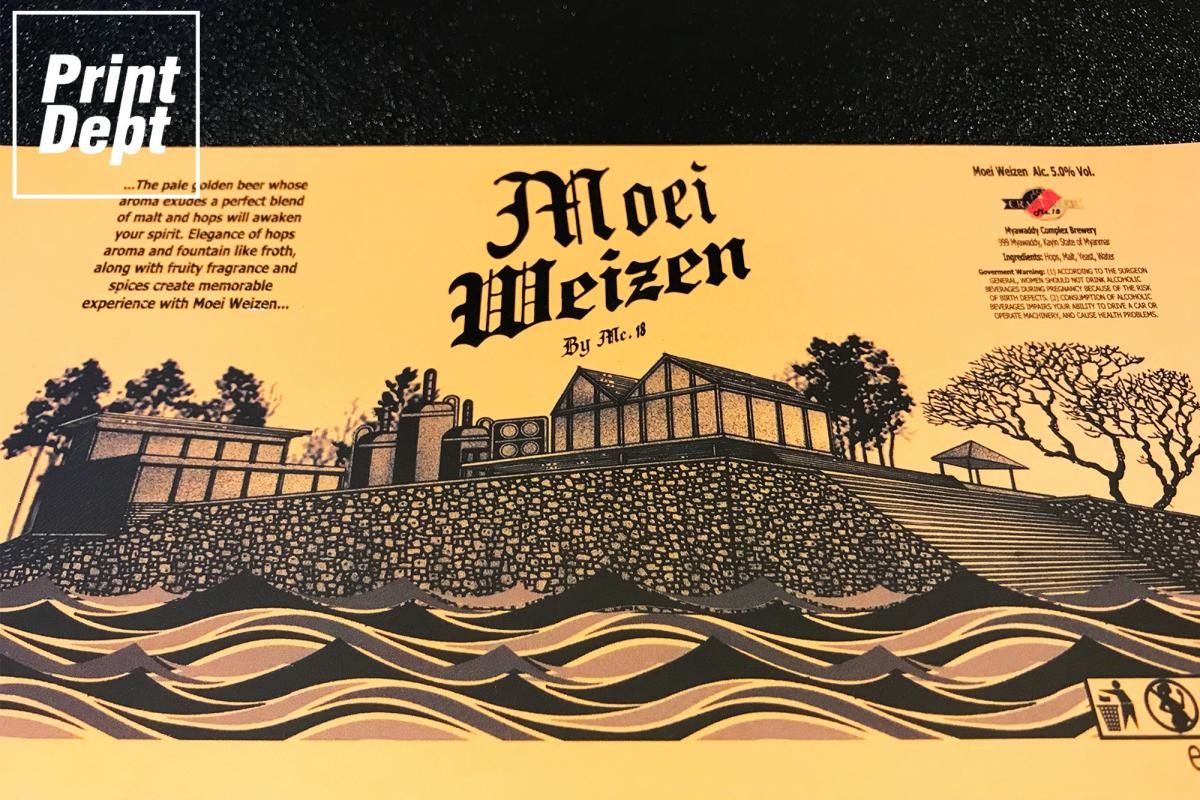 Print
Dept
...The pale golden beer whose
aroma exudes a perfect blend
of malt and hops will awaken
your spirit. Elegance of hops
aroma and fountain like froth,
along with fruity fragrance and
spices create memorable
experience with Moei Weizen...
Moei
Weizen
By Mc. 18
Moei Weizen Alc. 5.0% Vol.
Mc. 18
Myawaddy Complex Brewery
999 Myawaddy, Kayin State of Myanmar
Ingredients: Hops, Malt, Yeast, Water
Goverment Warning: (1) ACCORDING TO THE SURGEON
GENERAL, WOMEN SHOULD NOT DRINK ALCOHOLIC
BEVERAGES DURING PREGNANCY BECAUSE OF THE RISK
OF BIRTH DEFECTS. (2) CONSUMPTION OF ALCOHOLIC
BEVERAGES IMPAIRS YOUR ABILITY TO DRIVE A CAR OR
OPERATE MACHINERY, AND CAUSE HEALTH PROBLEMS.
e